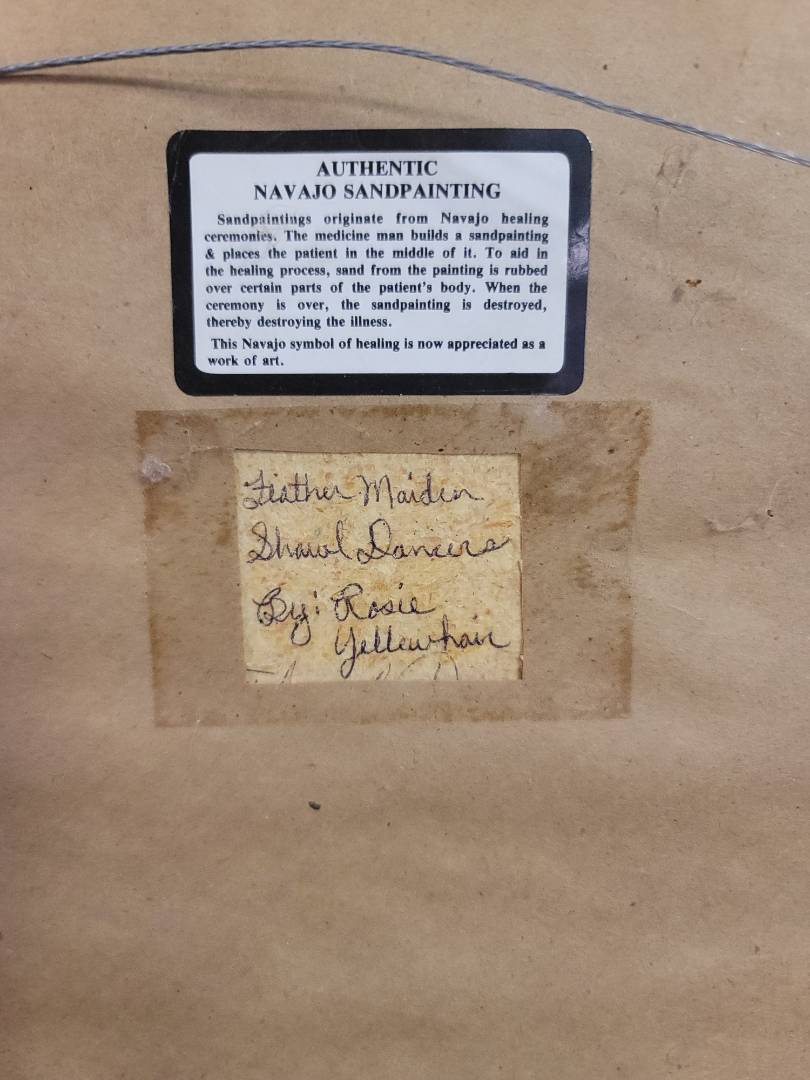 AUTHENTIC
NAVAJO SANDPAINTING
Sandpaintings originate from Navajo healing
ceremonies. The medicine man builds a sandpainting
& places the patient in the middle of it. To aid in
the healing process, sand from the painting is rubbed
over certain parts of the patient's body. When the
ceremony is over, the sandpainting is destroyed,
thereby destroying the illness.
This Navajo symbol of healing is now appreciated as a
work of art.
Feather Maiden
Shawl Dancers
By: Rosie
Yellowhair